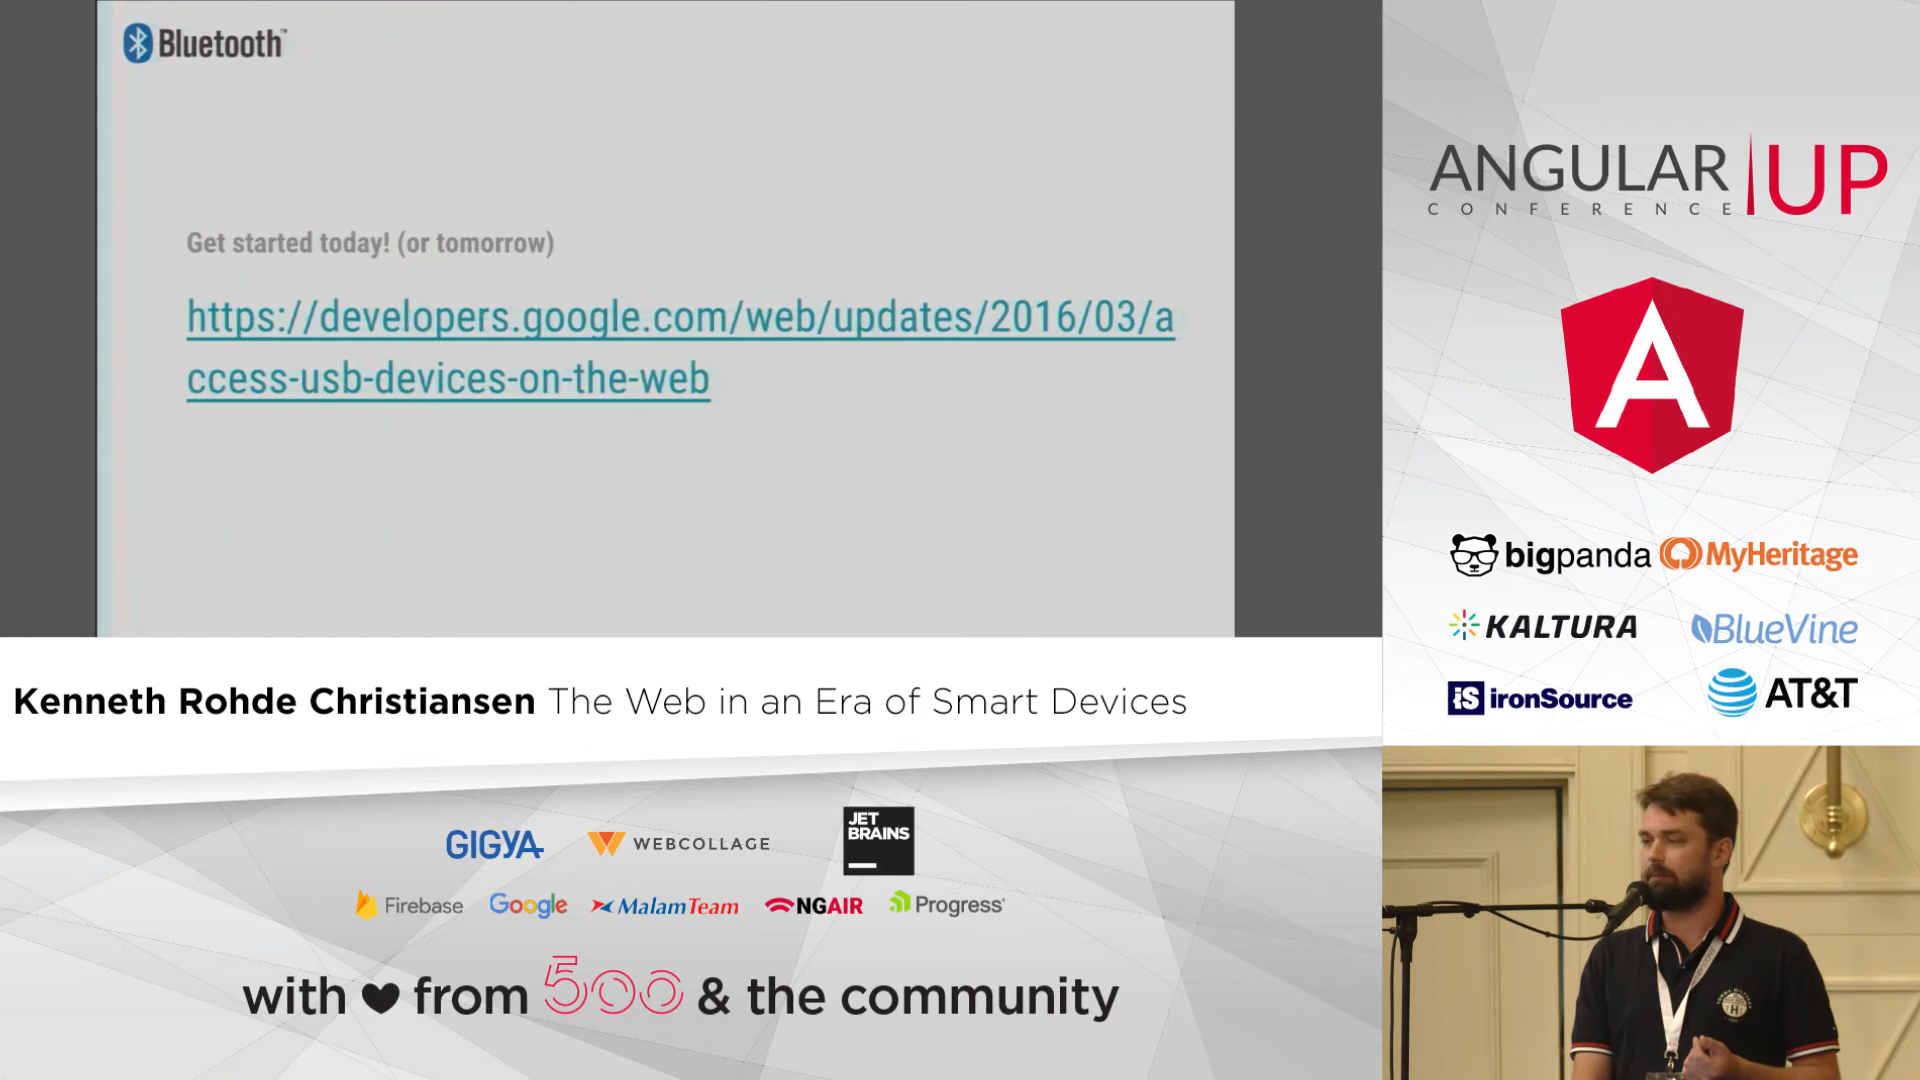 Bluetooth™
Get started today! (or tomorrow)
https://developers.google.com/web/updates/2016/03/a
ccess-usb-devices-on-the-web
Kenneth Rohde Christiansen The Web in an Era of Smart Devices
GIGYA
WEBCOLLAGE
JET
BRAINS
Firebase
Google
MalamTeam
NGAIR
Progress
with ♥ from 500 & the community
ANGULAR UP
CONFERENCE
bigpanda
MyHeritage
KALTURA
BlueVine
iS ironSource
AT&T
H